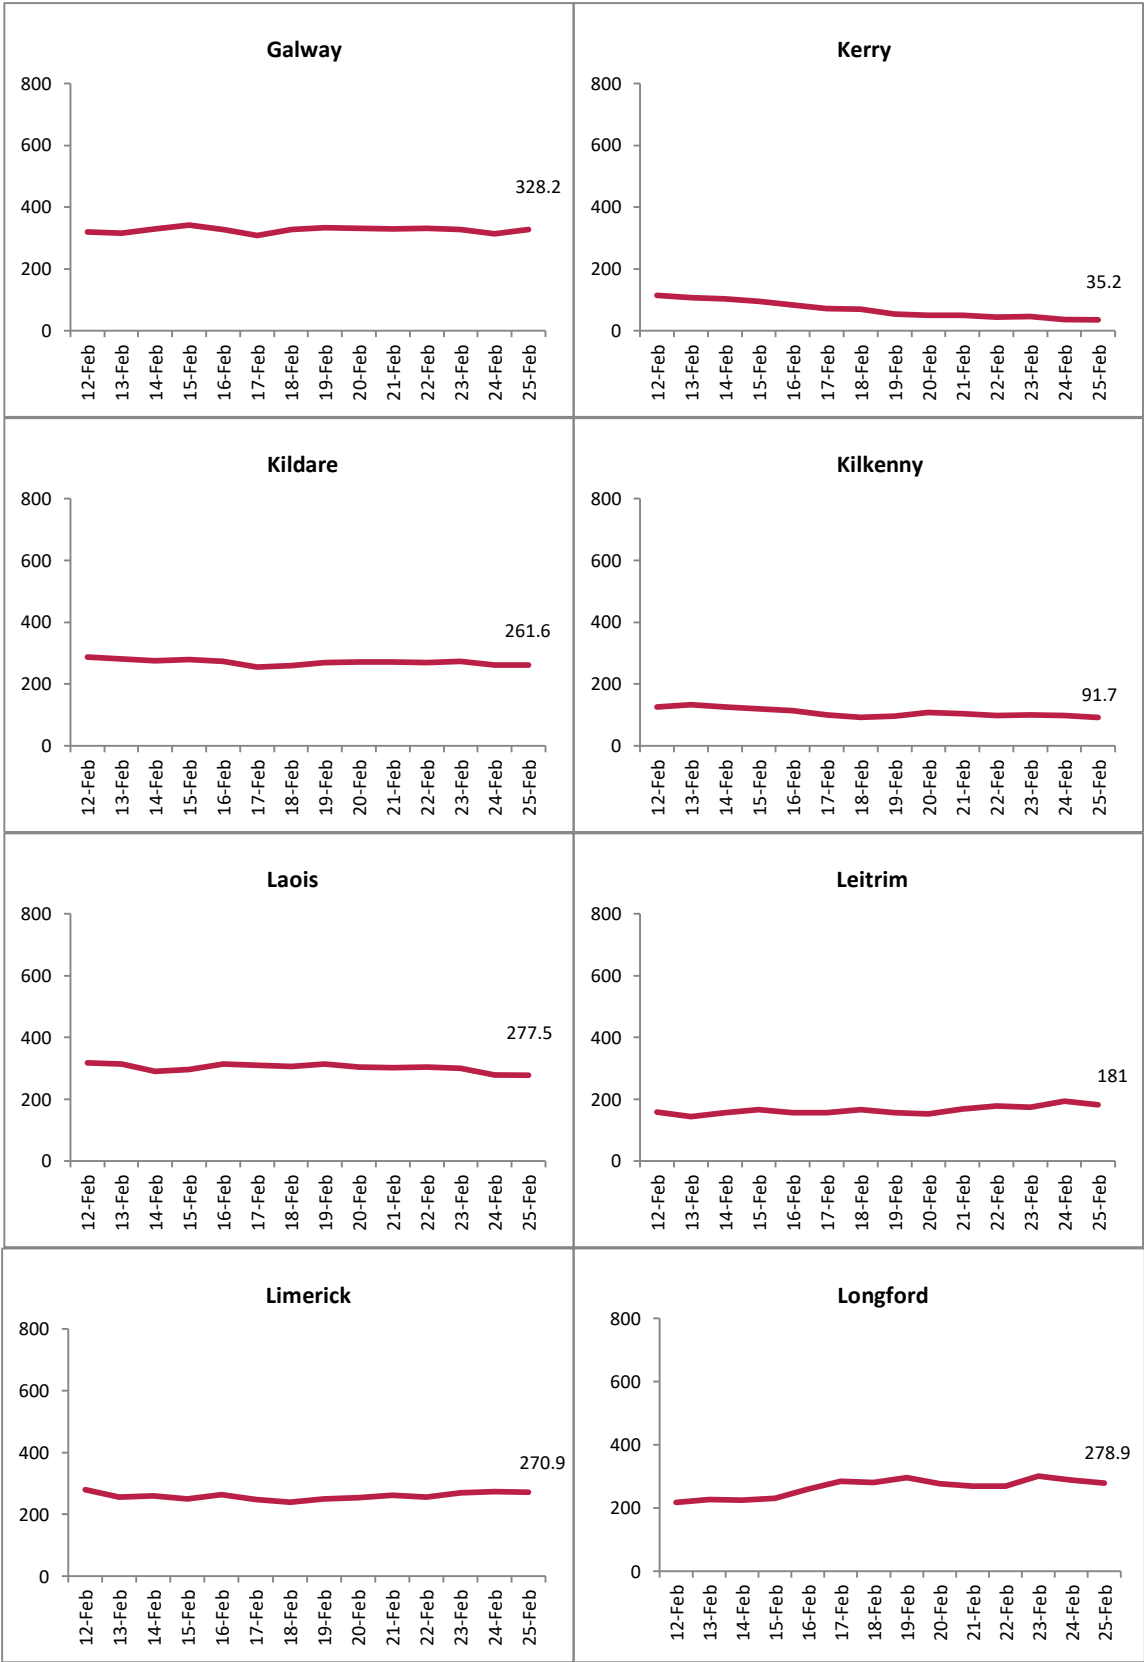 Galway
800
600
400
200
0
328.2
12-Feb
13-Feb
14-Feb
15-Feb
16-Feb
17-Feb
18-Feb
19-Feb
20-Feb
21-Feb
22-Feb
23-Feb
24-Feb
25-Feb
Kerry
800
600
400
200
0
35.2
12-Feb
13-Feb
14-Feb
15-Feb
16-Feb
17-Feb
18-Feb
19-Feb
20-Feb
21-Feb
22-Feb
23-Feb
24-Feb
25-Feb
Kildare
800
600
400
200
0
261.6
12-Feb
13-Feb
14-Feb
15-Feb
16-Feb
17-Feb
18-Feb
19-Feb
20-Feb
21-Feb
22-Feb
23-Feb
24-Feb
25-Feb
Kilkenny
800
600
400
200
0
91.7
12-Feb
13-Feb
14-Feb
15-Feb
16-Feb
17-Feb
18-Feb
19-Feb
20-Feb
21-Feb
22-Feb
23-Feb
24-Feb
25-Feb
Laois
800
600
400
200
0
277.5
12-Feb
13-Feb
14-Feb
15-Feb
16-Feb
17-Feb
18-Feb
19-Feb
20-Feb
21-Feb
22-Feb
23-Feb
24-Feb
25-Feb
Leitrim
800
600
400
200
0
181
12-Feb
13-Feb
14-Feb
15-Feb
16-Feb
17-Feb
18-Feb
19-Feb
20-Feb
21-Feb
22-Feb
23-Feb
24-Feb
25-Feb
Limerick
800
600
400
200
0
270.9
12-Feb
13-Feb
14-Feb
15-Feb
16-Feb
17-Feb
18-Feb
19-Feb
20-Feb
21-Feb
22-Feb
23-Feb
24-Feb
25-Feb
Longford
800
600
400
200
0
278.9
12-Feb
13-Feb
14-Feb
15-Feb
16-Feb
17-Feb
18-Feb
19-Feb
20-Feb
21-Feb
22-Feb
23-Feb
24-Feb
25-Feb